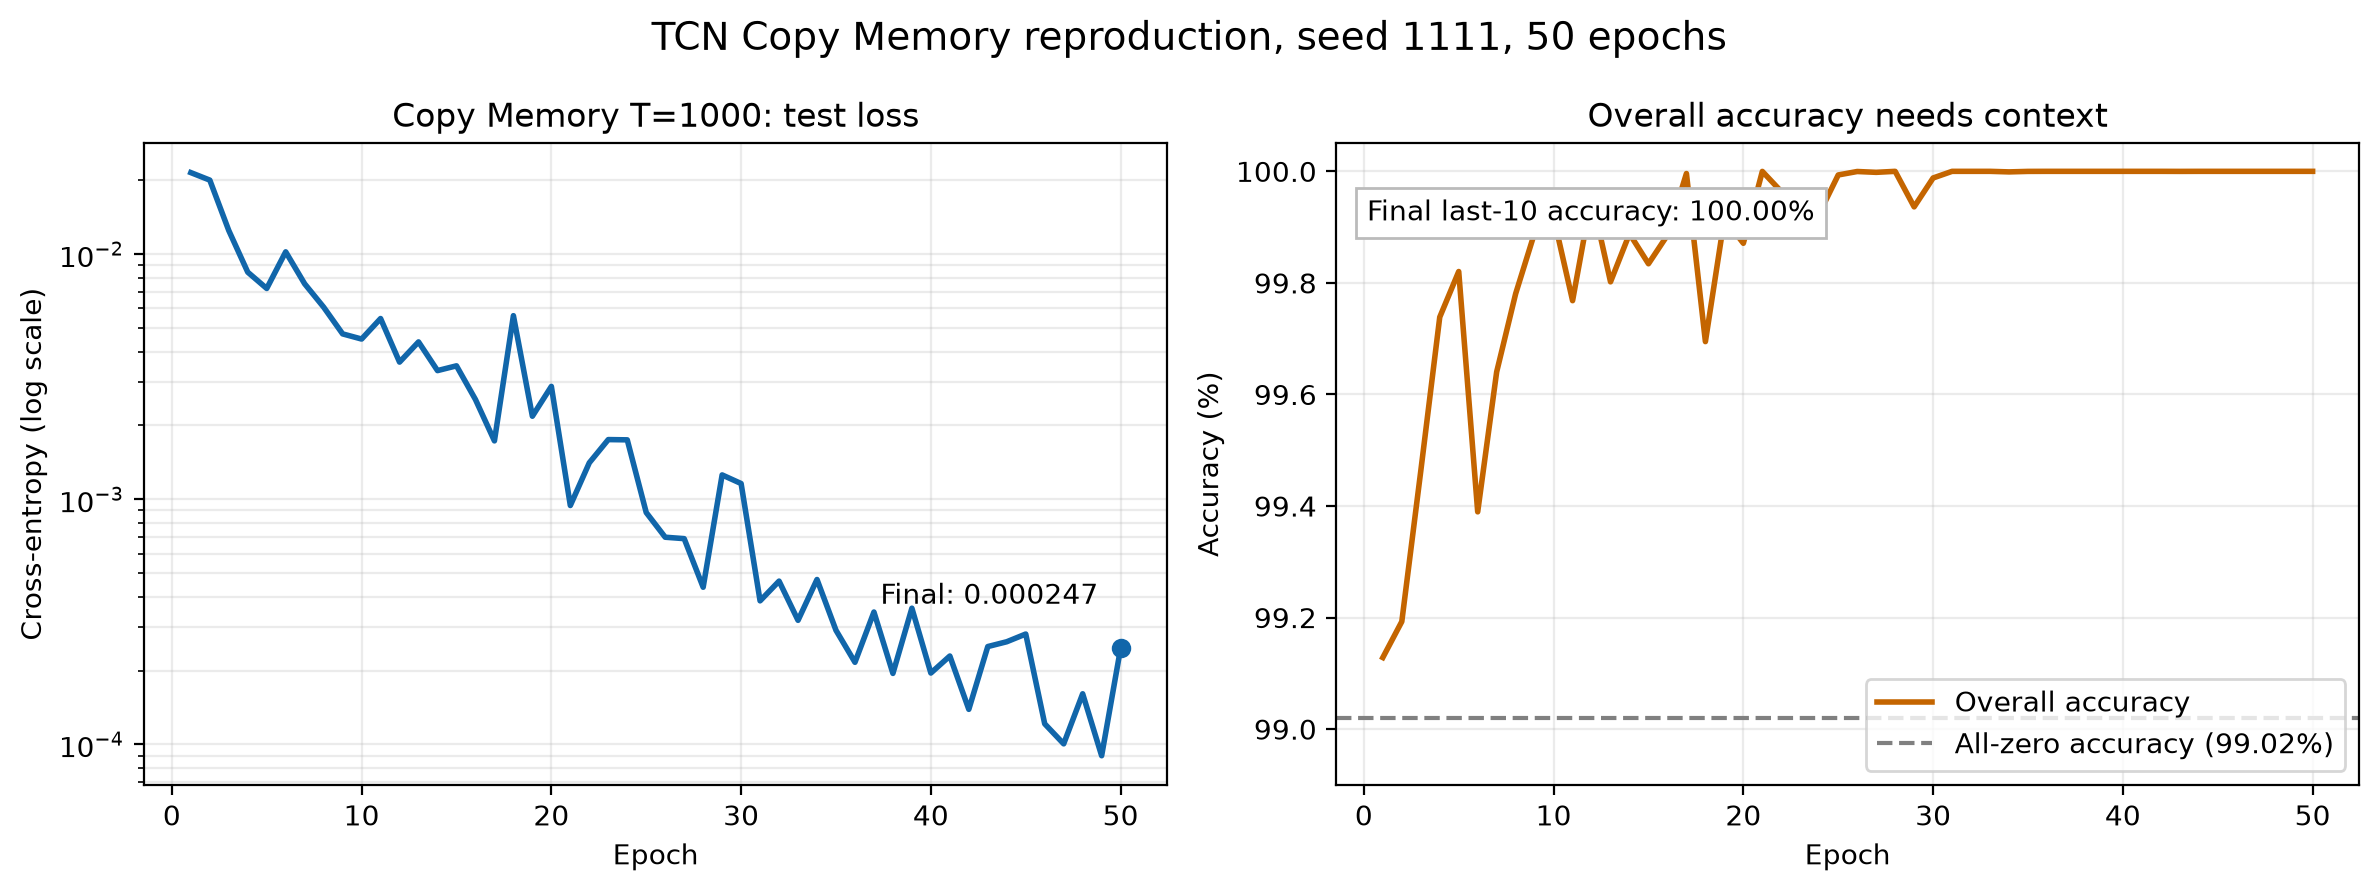 TCN Copy Memory reproduction, seed 1111, 50 epochs
Copy Memory T=1000: test loss
Cross-entropy (log scale)
10⁻²
10⁻³
10⁻⁴
Final: 0.000247
0 10 20 30 40 50
Epoch
Overall accuracy needs context
Accuracy (%)
100.0
99.8
99.6
99.4
99.2
99.0
Final last-10 accuracy: 100.00%
Overall accuracy
All-zero accuracy (99.02%)
0 10 20 30 40 50
Epoch